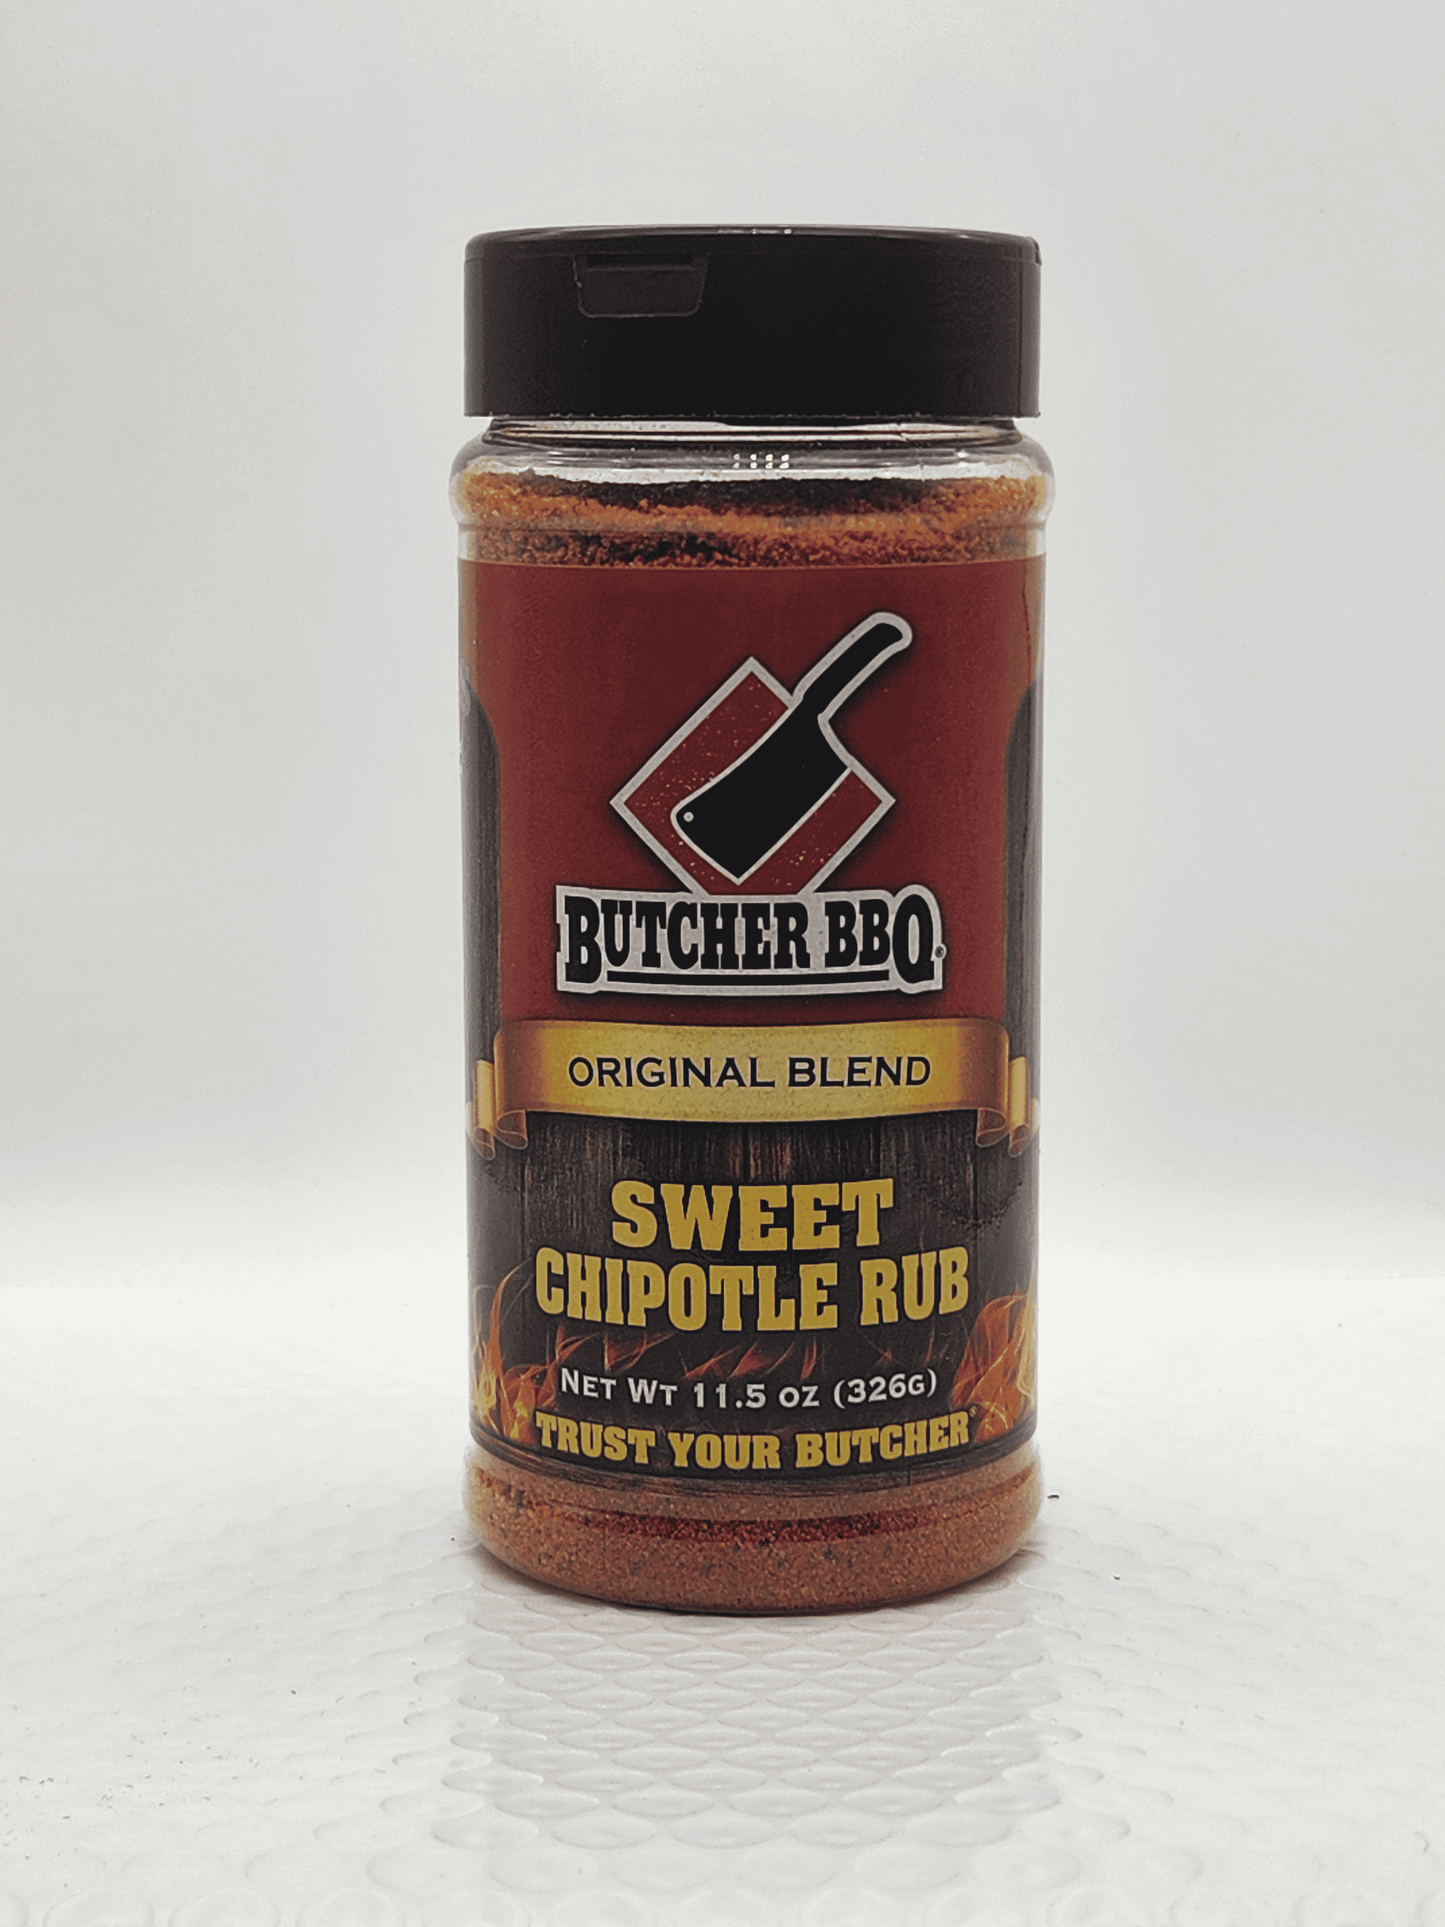 BUTCHER BBQ®
ORIGINAL BLEND
SWEET
CHIPOTLE RUB
NET WT 11.5 OZ (326G)
TRUST YOUR BUTCHER®